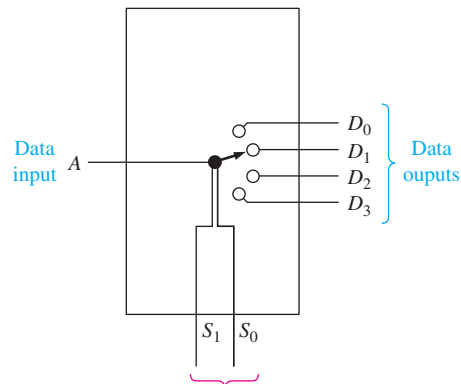 D0
Data input A
D1
Data ouputs
D2
D3
S1 S0